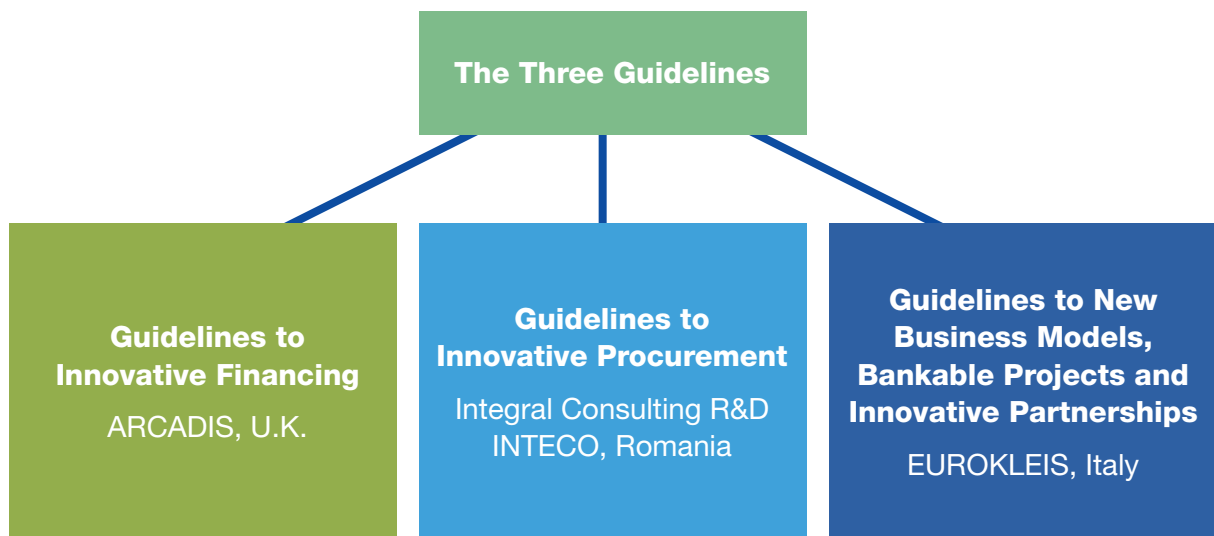 The Three Guidelines
Guidelines to
Innovative Financing
ARCADIS, U.K.
Guidelines to
Innovative Procurement
Integral Consulting R&D
INTECO, Romania
Guidelines to New
Business Models,
Bankable Projects and
Innovative Partnerships
EUROKLEIS, Italy